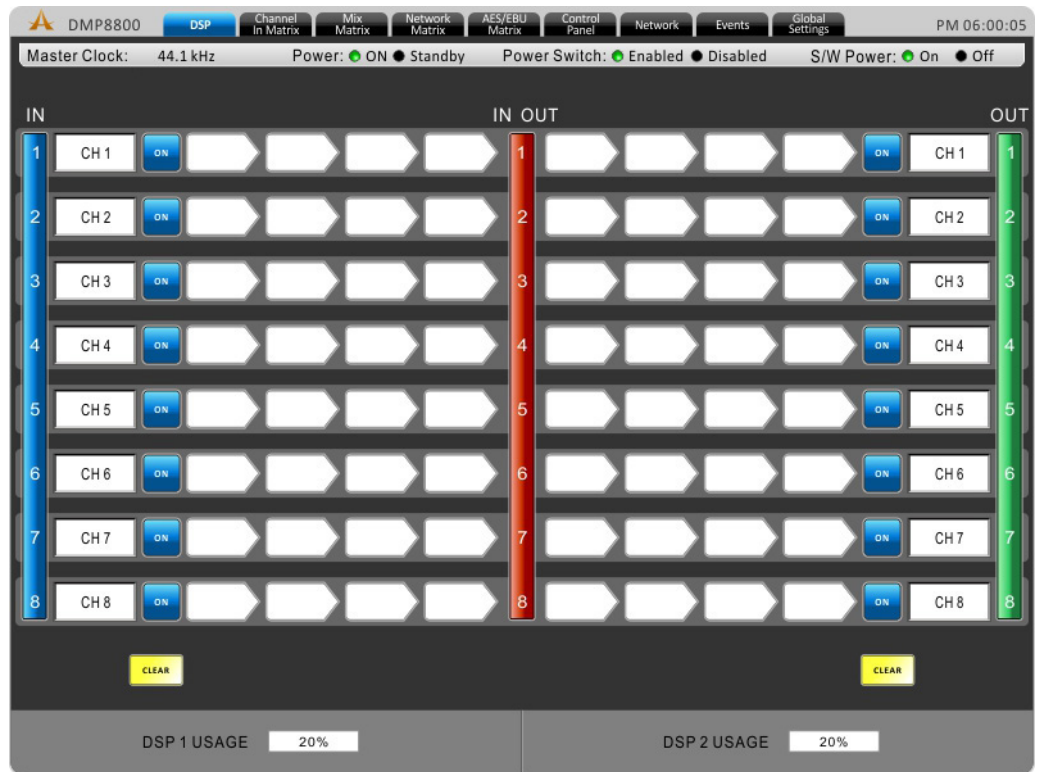 DMP8800 DSP Channel In Matrix Mix Matrix Network Matrix AES/EBU Matrix Control Panel Network Events Global Settings PM 06:00:05
Master Clock: 44.1 kHz Power: ON Standby Power Switch: Enabled Disabled S/W Power: On Off
IN IN OUT OUT
1 CH 1 ON 1 ON CH 1 1
2 CH 2 ON 2 ON CH 2 2
3 CH 3 ON 3 ON CH 3 3
4 CH 4 ON 4 ON CH 4 4
5 CH 5 ON 5 ON CH 5 5
6 CH 6 ON 6 ON CH 6 6
7 CH 7 ON 7 ON CH 7 7
8 CH 8 ON 8 ON CH 8 8
CLEAR CLEAR
DSP 1 USAGE 20% DSP 2 USAGE 20%